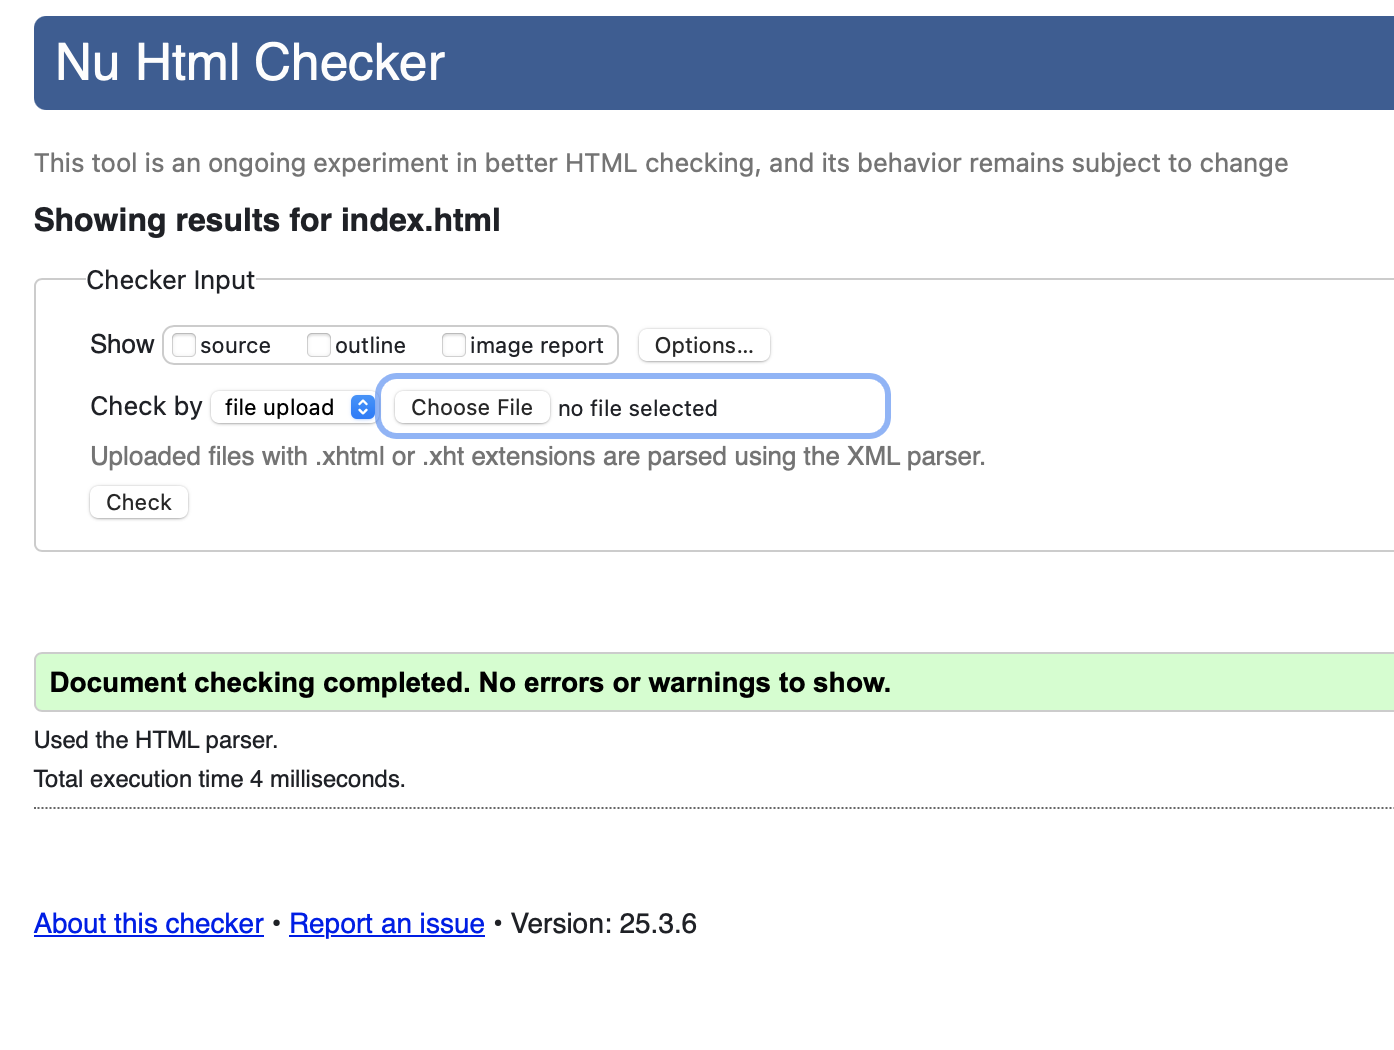 Nu Html Checker
This tool is an ongoing experiment in better HTML checking, and its behavior remains subject to change
Showing results for index.html
Checker Input
Show source outline image report Options...
Check by file upload Choose File no file selected
Uploaded files with .xhtml or .xht extensions are parsed using the XML parser.
Check
Document checking completed. No errors or warnings to show.
Used the HTML parser.
Total execution time 4 milliseconds.
About this checker • Report an issue • Version: 25.3.6